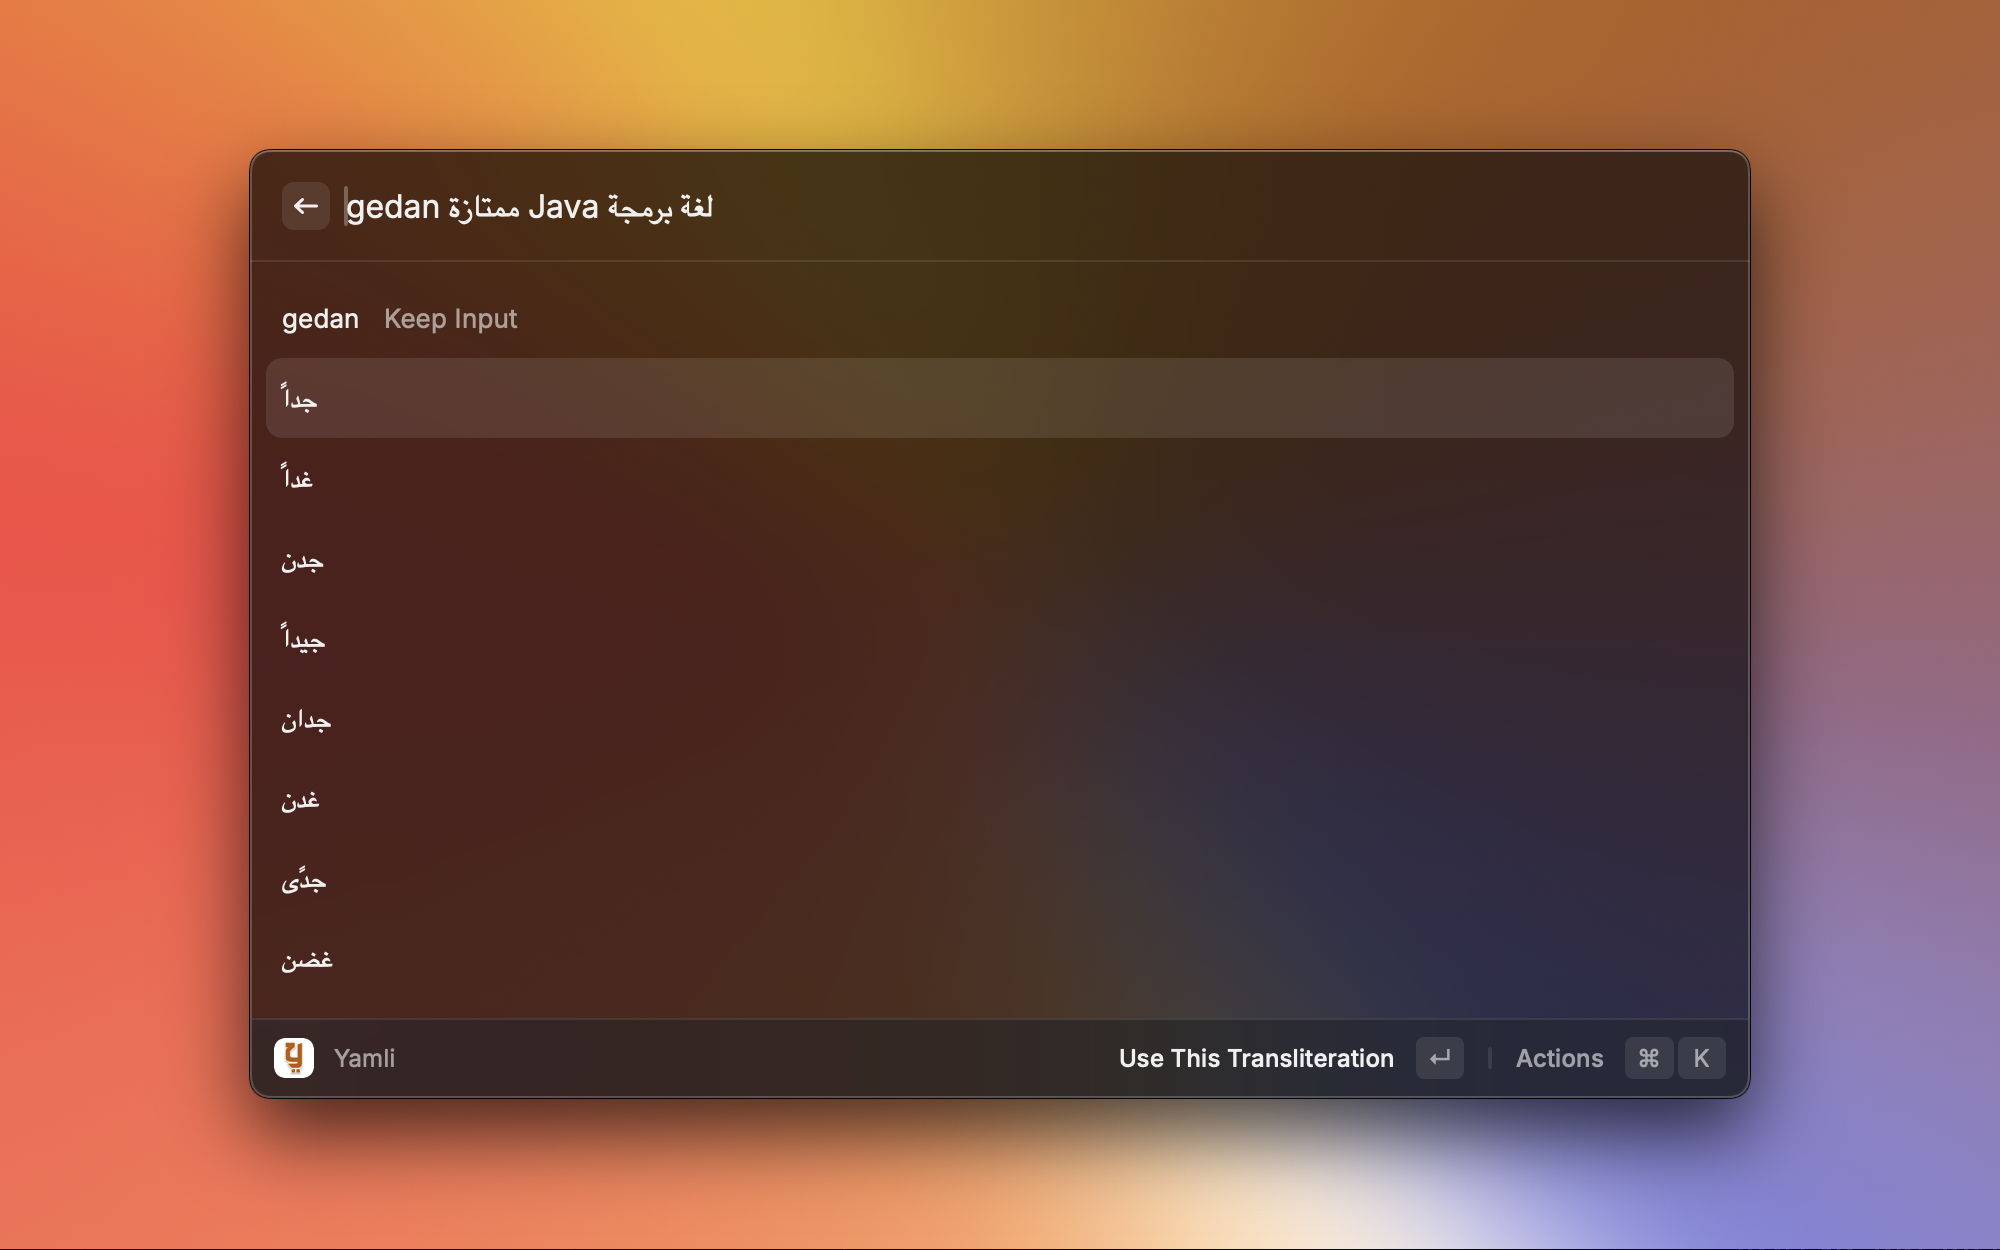 لغة برمجة Java ممتازة gedan
gedan Keep Input
جداً
غداً
جدن
جيداً
جدان
غدن
جدًى
غضن
Yamli Use This Transliteration ↵ Actions ⌘ K